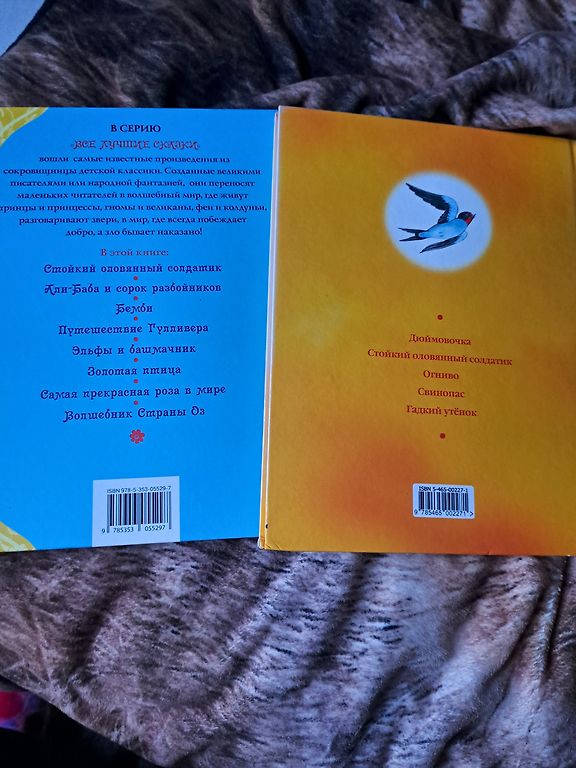 В СЕРИЮ
«ВСЕ ЛУЧШИЕ СКАЗКИ»
вошли самые известные произведения из
сокровищницы детской классики. Созданные великими
писателями или народной фантазией, они переносят
маленьких читателей в волшебный мир, где живут
принцы и принцессы, гномы и великаны, феи и колдуньи,
разговаривают звери, в мир, где всегда побеждает
добро, а зло бывает наказано!
В этой книге:
Стойкий оловянный солдатик
Али-Баба и сорок разбойников
Бемби
Путешествие Гулливера
Эльфы и башмачник
Золотая птица
Самая прекрасная роза в мире
Волшебник Страны Оз
ISBN 978-5-353-05529-7
9 785353 055297
Дюймовочка
Стойкий оловянный солдатик
Огниво
Свинопас
Гадкий утёнок
ISBN 5-465-00227-1
9 785465 002271 >